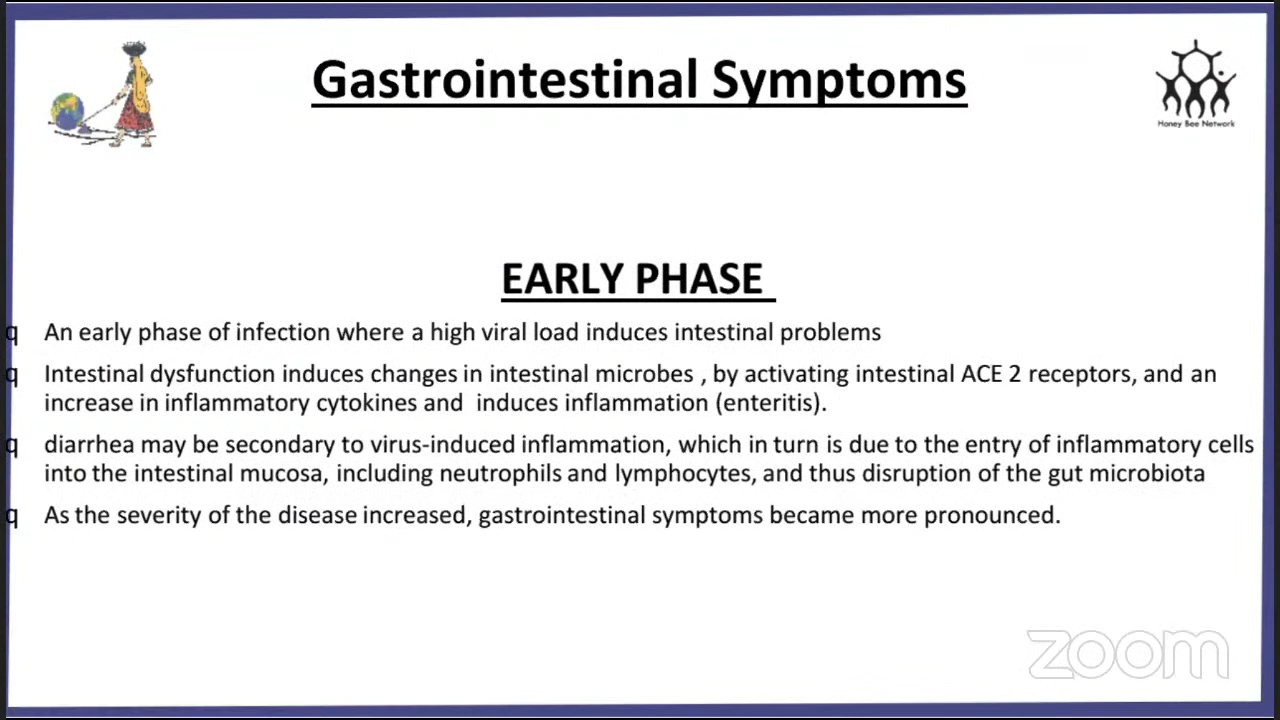 Gastrointestinal Symptoms
Honey Bee Network
EARLY PHASE
q An early phase of infection where a high viral load induces intestinal problems
q Intestinal dysfunction induces changes in intestinal microbes , by activating intestinal ACE 2 receptors, and an
increase in inflammatory cytokines and  induces inflammation (enteritis).
q diarrhea may be secondary to virus-induced inflammation, which in turn is due to the entry of inflammatory cells
into the intestinal mucosa, including neutrophils and lymphocytes, and thus disruption of the gut microbiota
q As the severity of the disease increased, gastrointestinal symptoms became more pronounced.
zoom